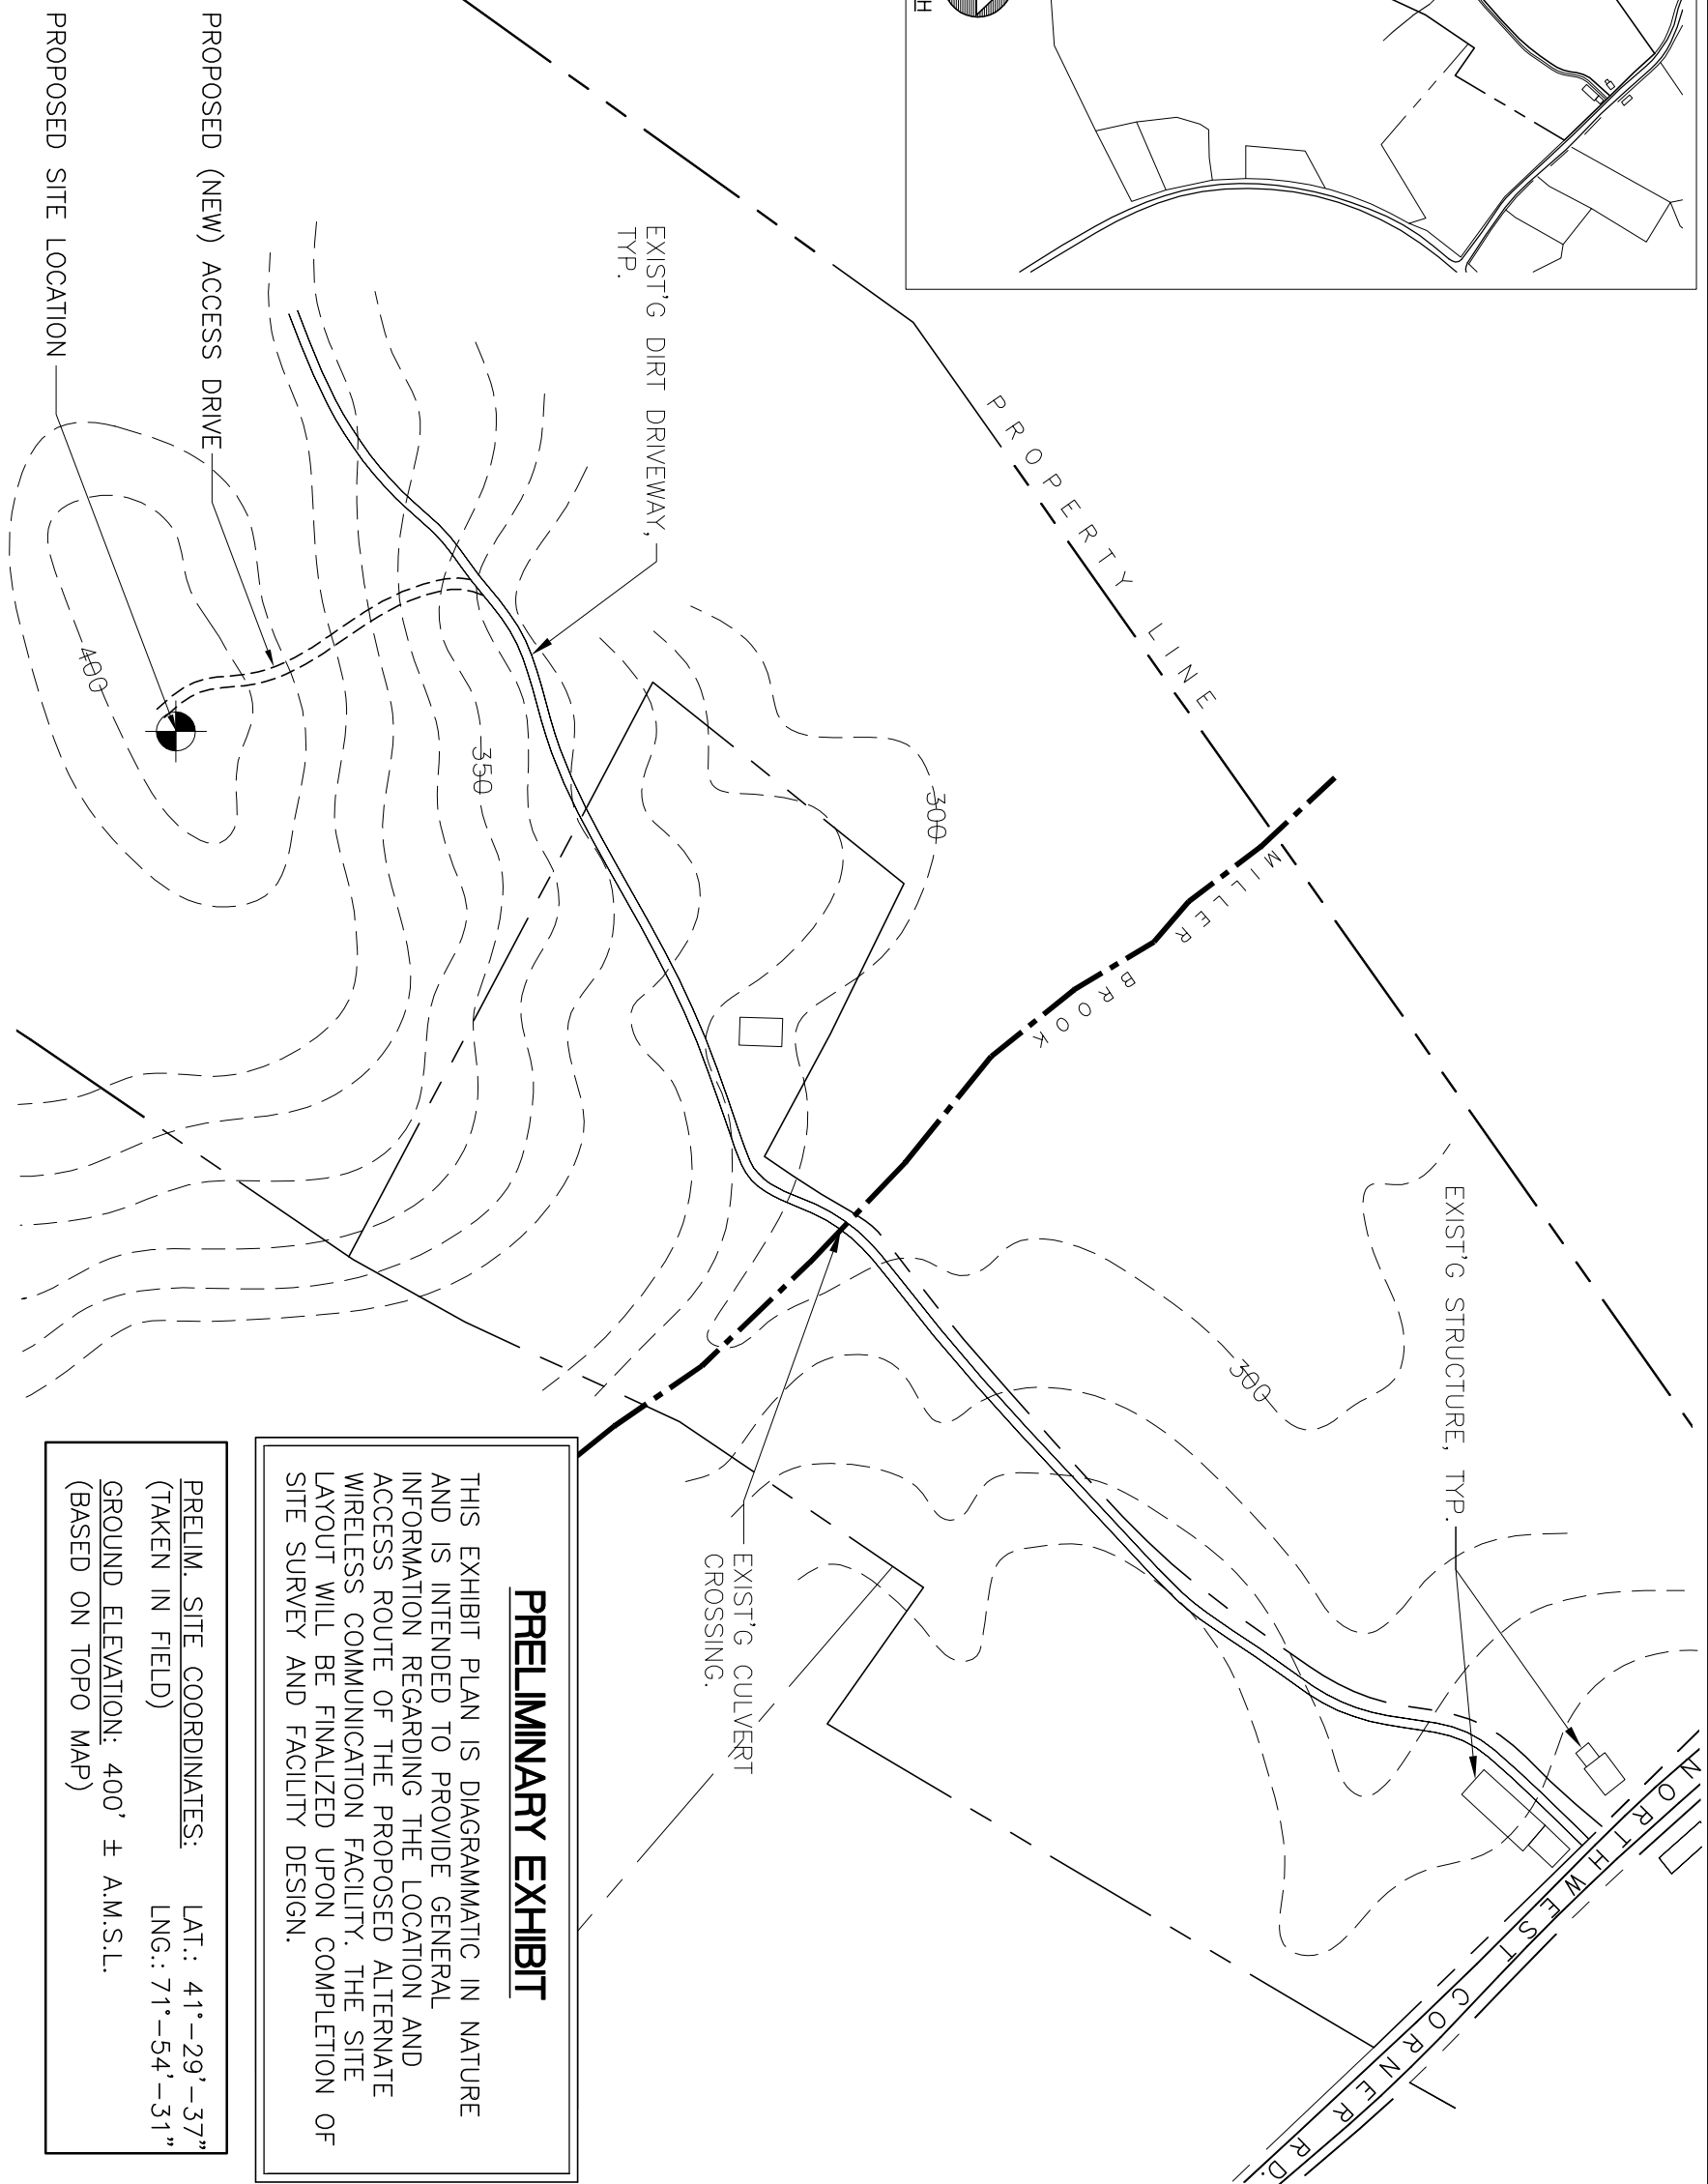 H
PROPERTY LINE
MILLER BROOK
300
EXIST'G STRUCTURE, TYP.
NORTHWEST CORNER RD.
300
EXIST'G DIRT DRIVEWAY,
TYP.
350
400
EXIST'G CULVERT
CROSSING.
PROPOSED (NEW) ACCESS DRIVE
PROPOSED SITE LOCATION
PRELIMINARY EXHIBIT
THIS EXHIBIT PLAN IS DIAGRAMMATIC IN NATURE
AND IS INTENDED TO PROVIDE GENERAL
INFORMATION REGARDING THE LOCATION AND
ACCESS ROUTE OF THE PROPOSED ALTERNATE
WIRELESS COMMUNICATION FACILITY. THE SITE
LAYOUT WILL BE FINALIZED UPON COMPLETION OF
SITE SURVEY AND FACILITY DESIGN.
PRELIM. SITE COORDINATES: LAT.: 41°-29'-37"
(TAKEN IN FIELD) LNG.: 71°-54'-31"
GROUND ELEVATION: 400' ± A.M.S.L.
(BASED ON TOPO MAP)